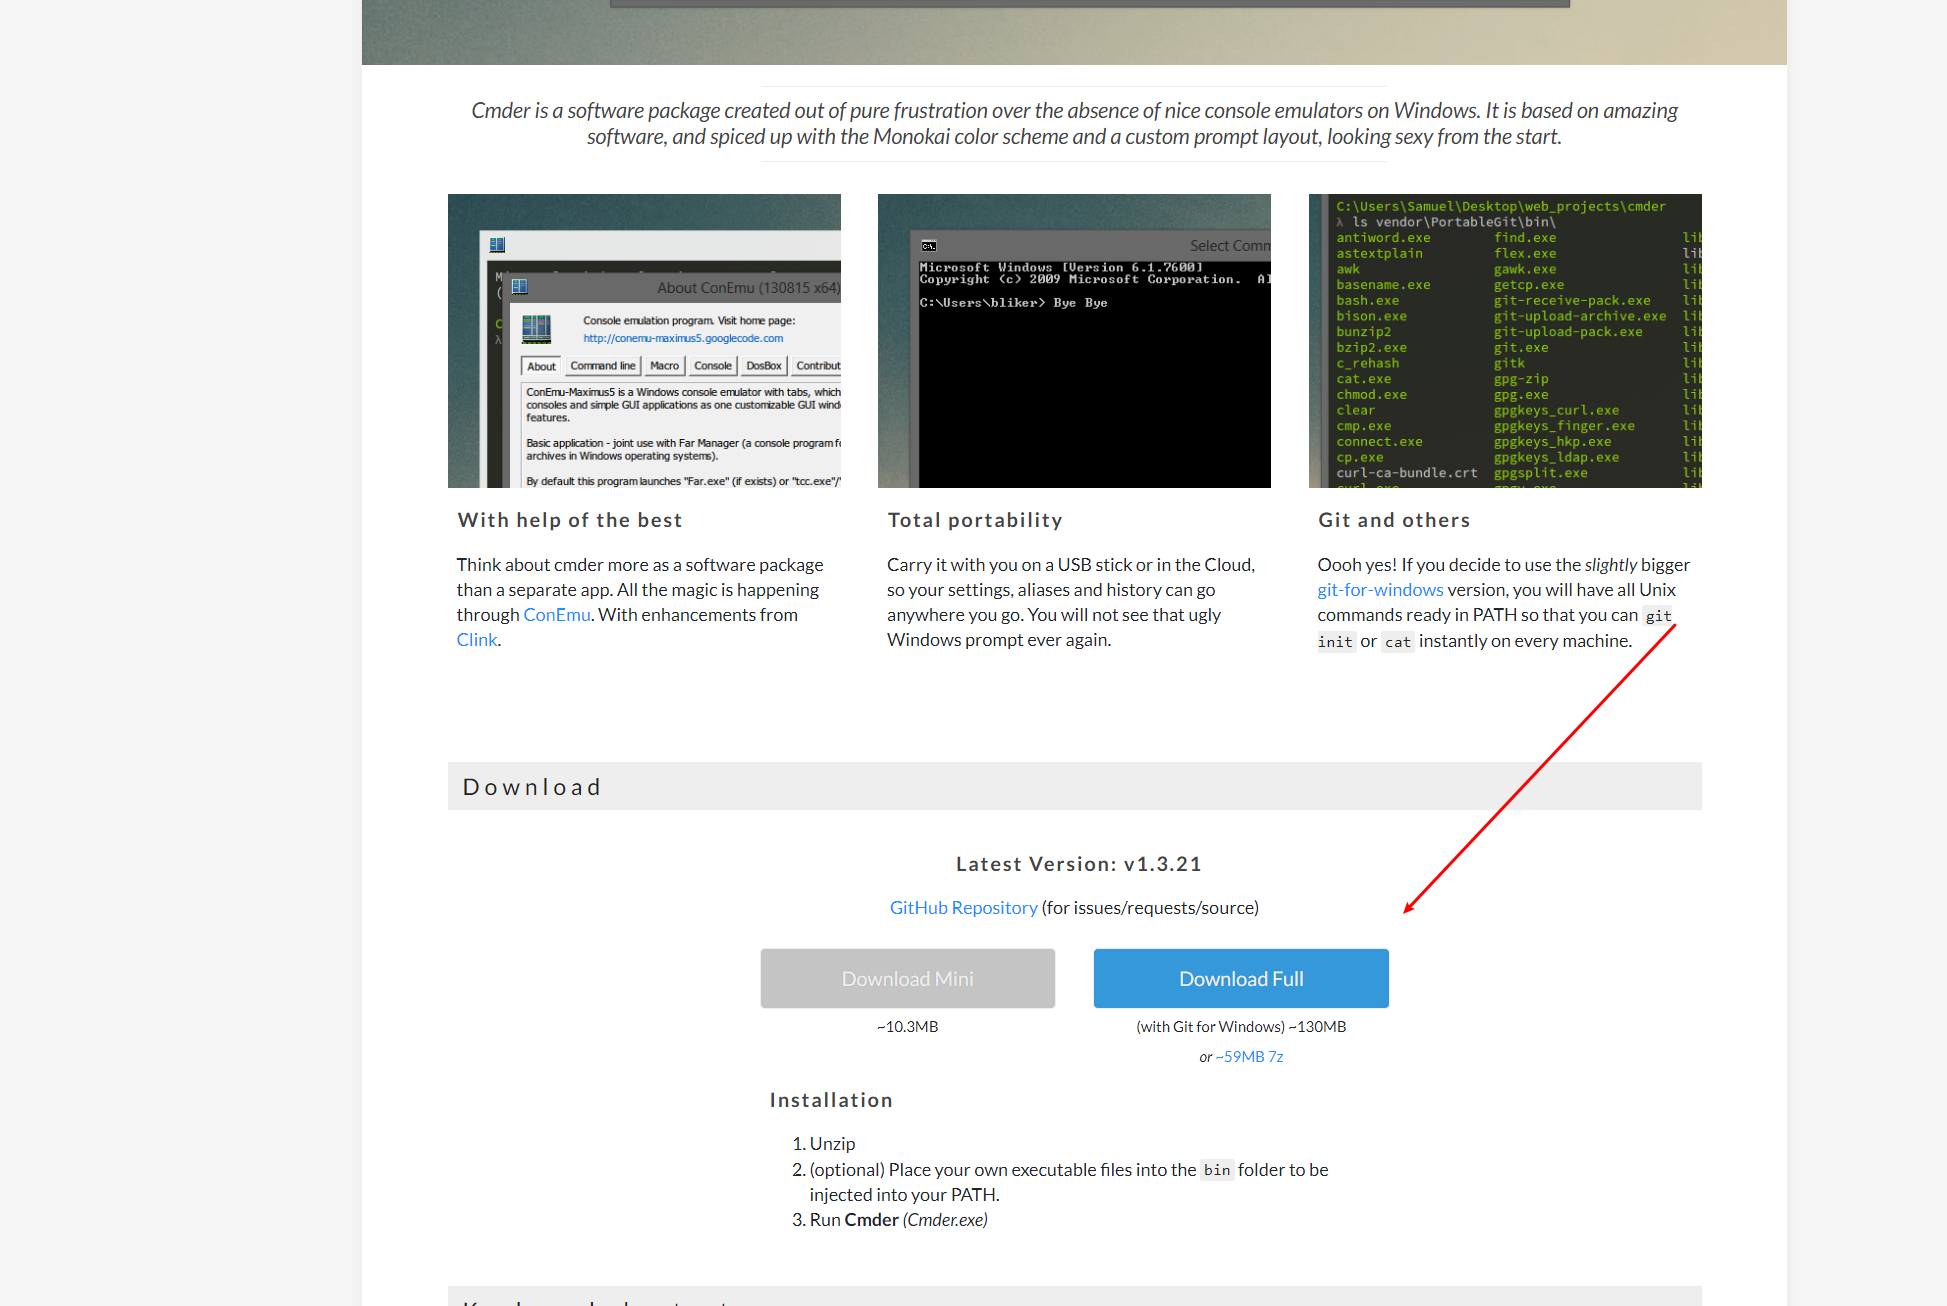 Cmder is a software package created out of pure frustration over the absence of nice console emulators on Windows. It is based on amazing
software, and spiced up with the Monokai color scheme and a custom prompt layout, looking sexy from the start.
About ConEmu (130815 x64)
Console emulation program. Visit home page:
http://conemu-maximus5.googlecode.com
About Command line Macro Console DosBox Contribut
ConEmu-Maximus5 is a Windows console emulator with tabs, which
consoles and simple GUI applications as one customizable GUI wind
features.
Basic application - joint use with Far Manager (a console program f
archives in Windows operating systems).
By default this program launches "Far.exe" (if exists) or "tcc.exe"/"
Select Comm
Microsoft Windows [Version 6.1.7600]
Copyright (c) 2009 Microsoft Corporation. Al
C:\Users\bliker> Bye Bye
C:\Users\Samuel\Desktop\web_projects\cmder
λ ls vendor\PortableGit\bin\
antiword.exe find.exe lib
astextplain flex.exe lib
awk gawk.exe lib
basename.exe getcp.exe lib
bash.exe git-receive-pack.exe lib
bison.exe git-upload-archive.exe lib
bunzip2 git-upload-pack.exe lib
bzip2.exe git.exe lib
c_rehash gitk lib
cat.exe gpg-zip lib
chmod.exe gpg.exe lib
clear gpgkeys_curl.exe lib
cmp.exe gpgkeys_finger.exe lib
connect.exe gpgkeys_hkp.exe lib
cp.exe gpgkeys_ldap.exe lib
curl-ca-bundle.crt gpgsplit.exe lib
With help of the best
Think about cmder more as a software package
than a separate app. All the magic is happening
through ConEmu. With enhancements from
Clink.
Total portability
Carry it with you on a USB stick or in the Cloud,
so your settings, aliases and history can go
anywhere you go. You will not see that ugly
Windows prompt ever again.
Git and others
Oooh yes! If you decide to use the slightly bigger
git-for-windows version, you will have all Unix
commands ready in PATH so that you can git
init or cat instantly on every machine.
Download
Latest Version: v1.3.21
GitHub Repository (for issues/requests/source)
Download Mini
~10.3MB
Download Full
(with Git for Windows) ~130MB
or ~59MB 7z
Installation
1. Unzip
2. (optional) Place your own executable files into the bin folder to be
injected into your PATH.
3. Run Cmder (Cmder.exe)